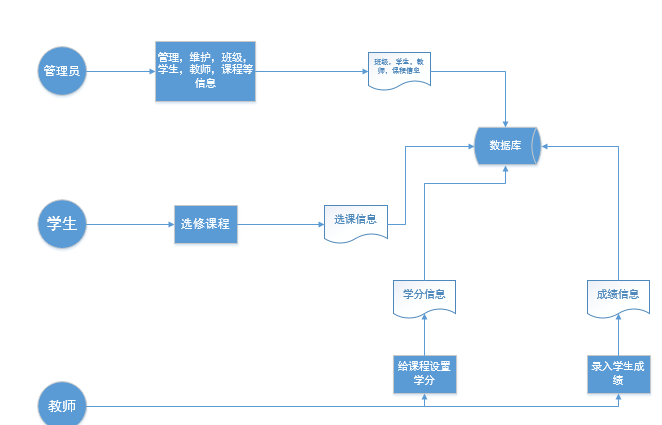 管理员
管理，维护，班级，
学生，教师，课程等
信息
班级，学生，教
师，课程信息
数据库
学生
选修课程
选课信息
学分信息
成绩信息
给课程设置
学分
录入学生成
绩
教师